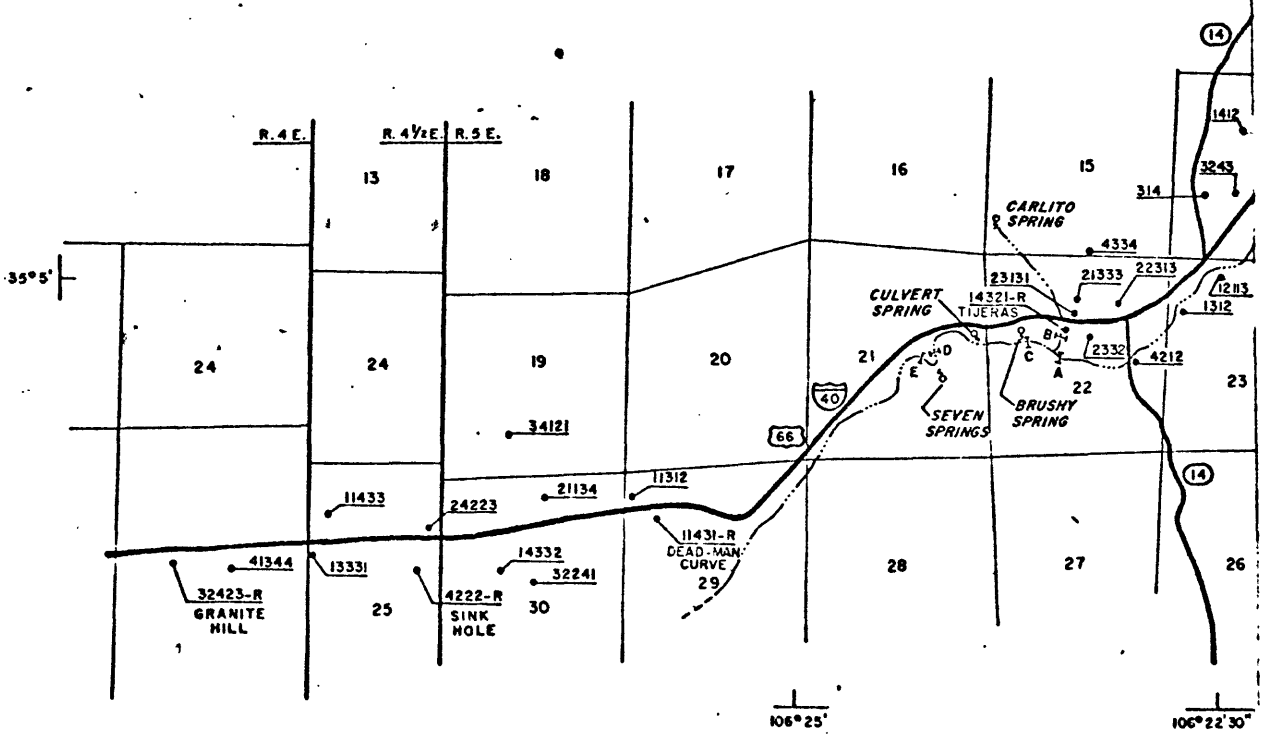 14
1412
R. 4 E.
R. 4 1/2 E.
R. 5 E.
13
18
17
16
15
3243
314
CARLITO
SPRING
4334
35° 5'
23131
21333
22313
CULVERT
SPRING
14321-R
TIJERAS
12113
1312
B
D
C
2332
4212
E
A
24
24
19
20
21
22
23
40
SEVEN
SPRINGS
BRUSHY
SPRING
34121
66
14
11433
24223
21134
11312
11431-R
DEAD-MAN
CURVE
41344
13331
14332
32241
28
27
26
32423-R
GRANITE
HILL
25
4222-R
SINK
HOLE
30
29
106° 25'
106° 22' 30"